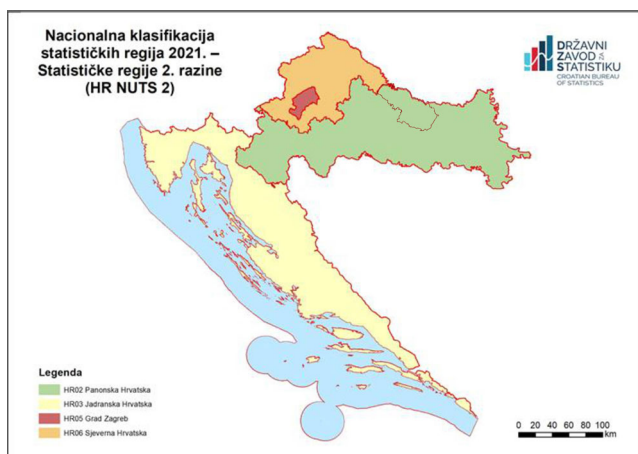 Nacionalna klasifikacija
statističkih regija 2021. –
Statističke regije 2. razine
(HR NUTS 2)
DRŽAVNI
ZAVOD ZA
STATISTIKU
CROATIAN BUREAU
OF STATISTICS
Legenda
HR02 Panonska Hrvatska
HR03 Jadranska Hrvatska
HR05 Grad Zagreb
HR06 Sjeverna Hrvatska
0 20 40 60 80 100
km